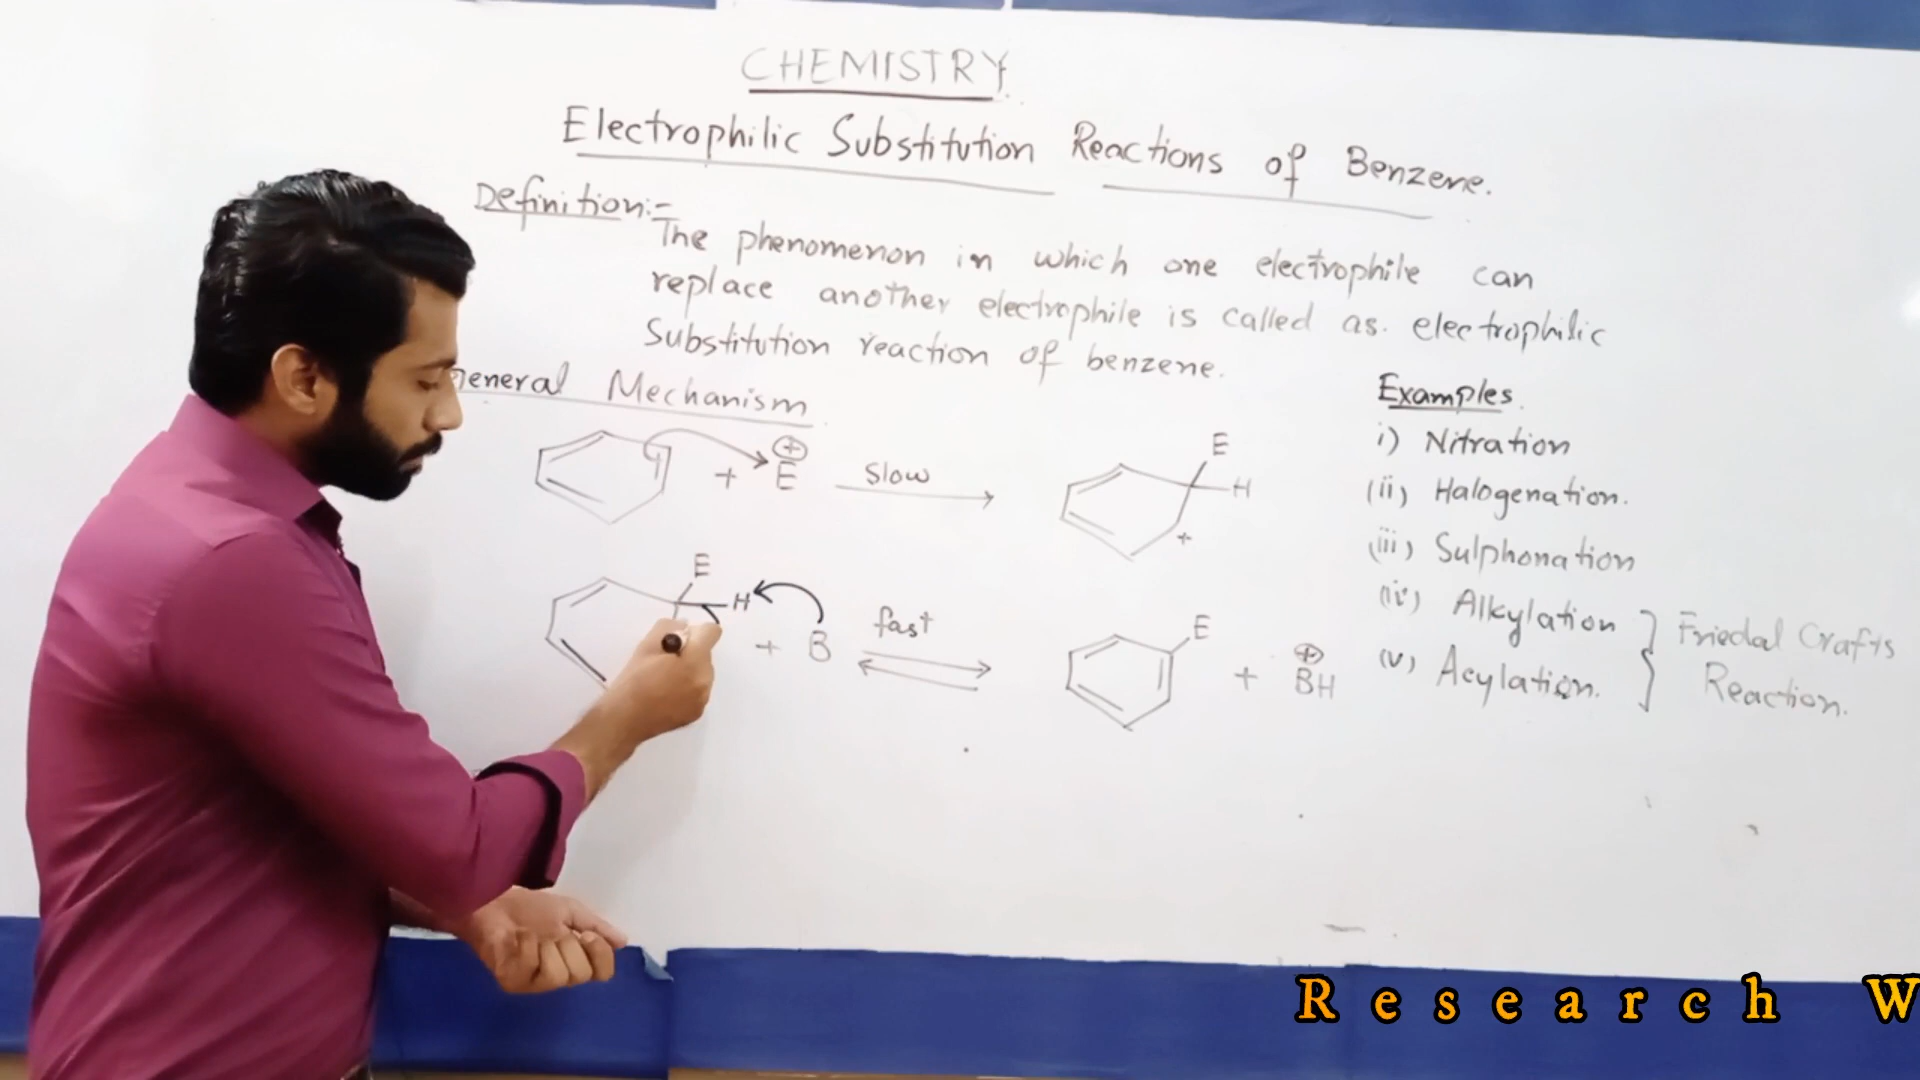 CHEMISTRY
Electrophilic Substitution Reactions of Benzene.
Definition:-
The phenomenon in which one electrophile can
replace another electrophile is called as. electrophilic
Substitution reaction of benzene.
General Mechanism
+ E ⊕ Slow E H +
E H + B fast E + BH ⊕
Examples.
i) Nitration
(ii) Halogenation.
(iii) Sulphonation
(iv) Alkylation
(v) Acylation.
Friedal Crafts
Reaction.
Research W